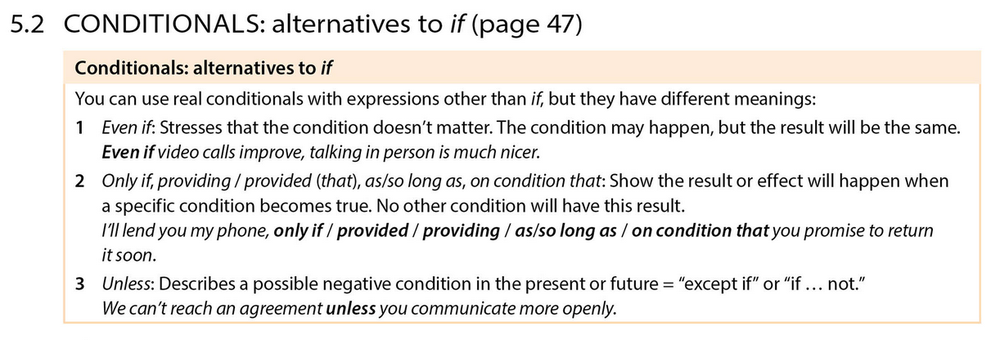 5.2 CONDITIONALS: alternatives to if (page 47)
Conditionals: alternatives to if
You can use real conditionals with expressions other than if, but they have different meanings:
1 Even if: Stresses that the condition doesn’t matter. The condition may happen, but the result will be the same.
Even if video calls improve, talking in person is much nicer.
2 Only if, providing / provided (that), as/so long as, on condition that: Show the result or effect will happen when
a specific condition becomes true. No other condition will have this result.
I’ll lend you my phone, only if / provided / providing / as/so long as / on condition that you promise to return
it soon.
3 Unless: Describes a possible negative condition in the present or future = “except if” or “if … not.”
We can’t reach an agreement unless you communicate more openly.